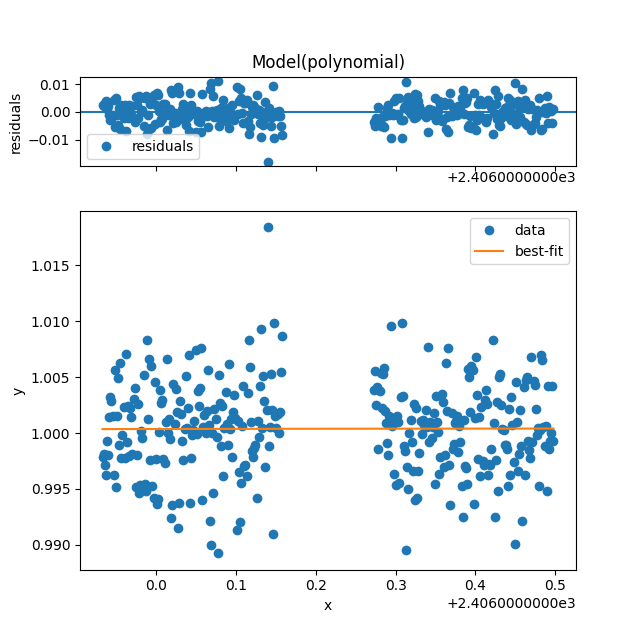 Model(polynomial)
0.01
0.00
−0.01
residuals
residuals
+2.4060000000e3
1.015
1.010
1.005
1.000
0.995
0.990
y
data
best-fit
0.0 0.1 0.2 0.3 0.4 0.5
x
+2.4060000000e3